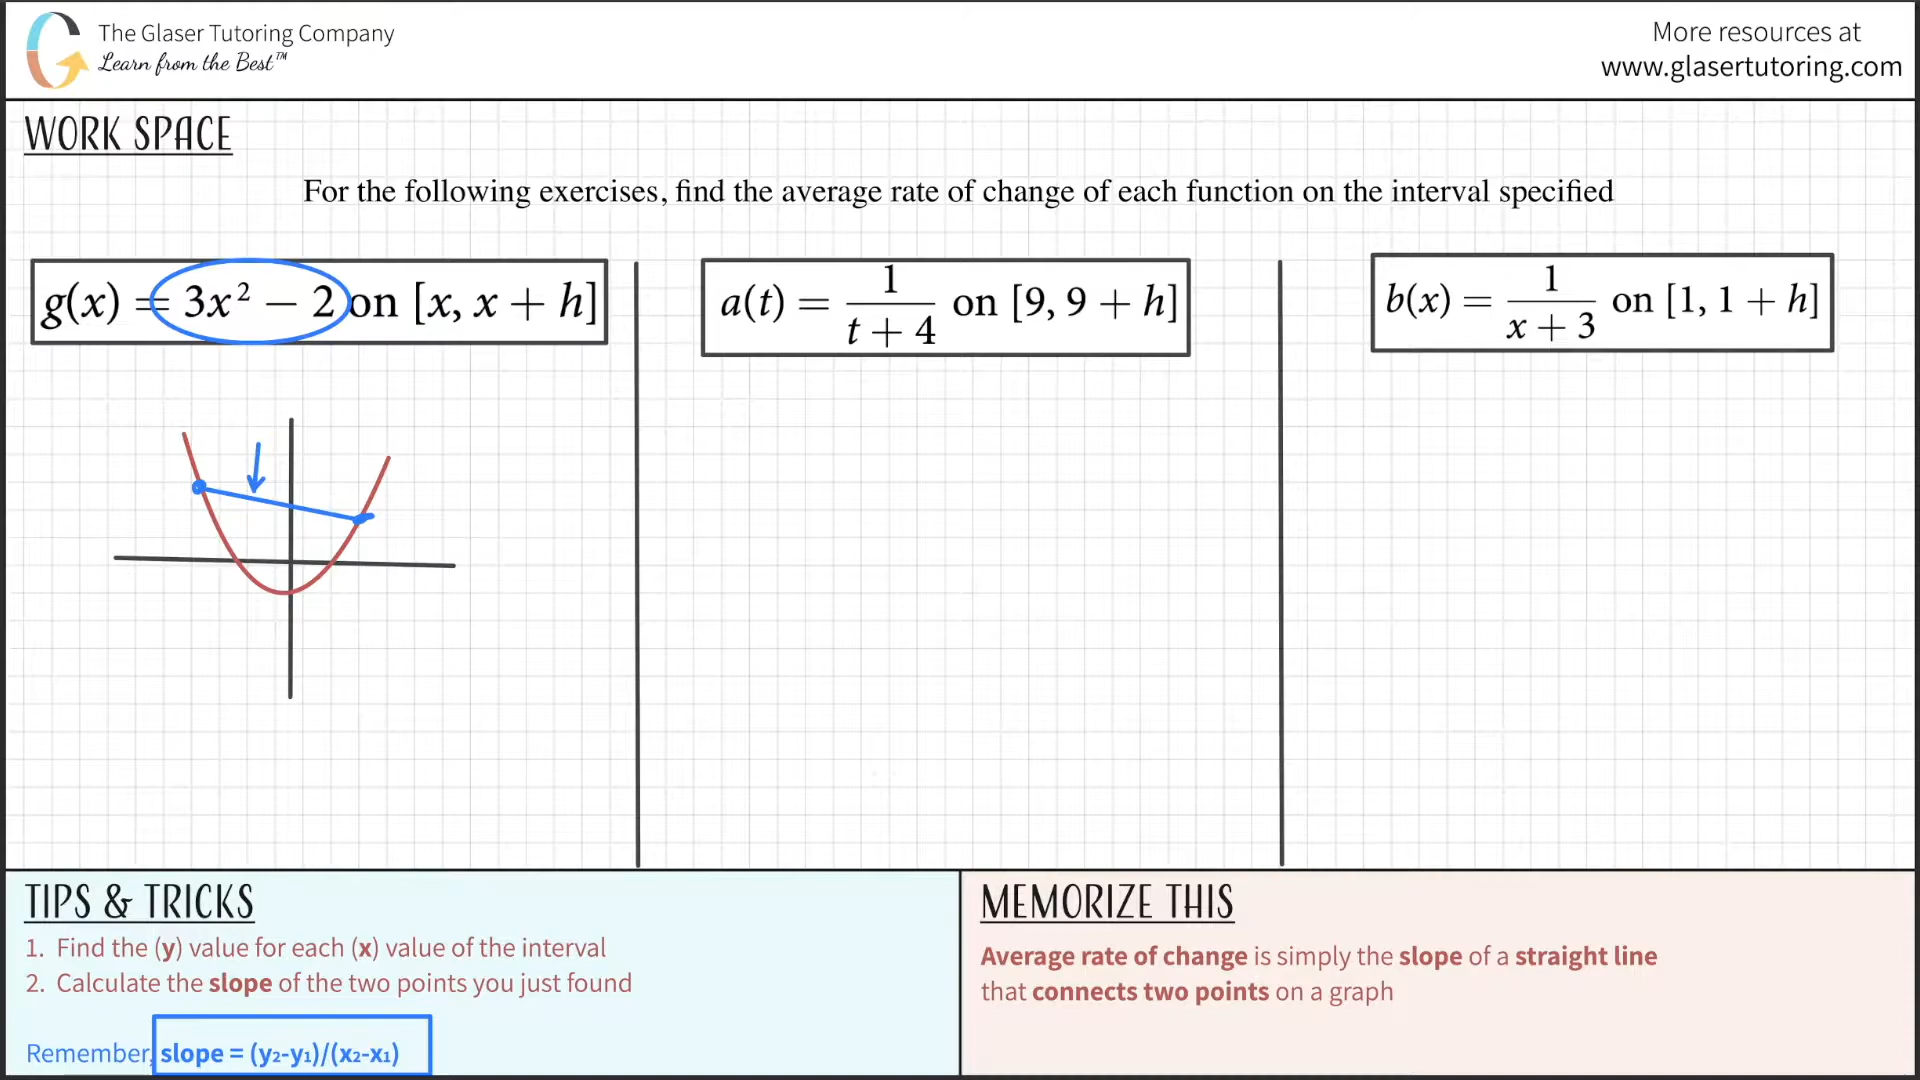 The Glaser Tutoring Company
Learn from the Best™
More resources at
www.glasertutoring.com
WORK SPACE
For the following exercises, find the average rate of change of each function on the interval specified
g(x) = 3x² − 2 on [x, x + h]
a(t) = 1/(t + 4) on [9, 9 + h]
b(x) = 1/(x + 3) on [1, 1 + h]
TIPS & TRICKS
1. Find the (y) value for each (x) value of the interval
2. Calculate the slope of the two points you just found
Remember, slope = (y₂-y₁)/(x₂-x₁)
MEMORIZE THIS
Average rate of change is simply the slope of a straight line
that connects two points on a graph